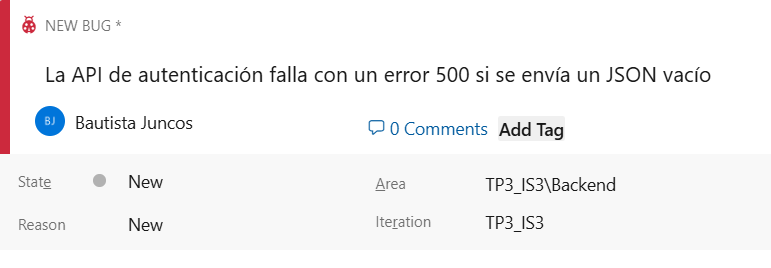 NEW BUG *
La API de autenticación falla con un error 500 si se envía un JSON vacío
BJ Bautista Juncos 0 Comments Add Tag
State New Area TP3_IS3\Backend
Reason New Iteration TP3_IS3